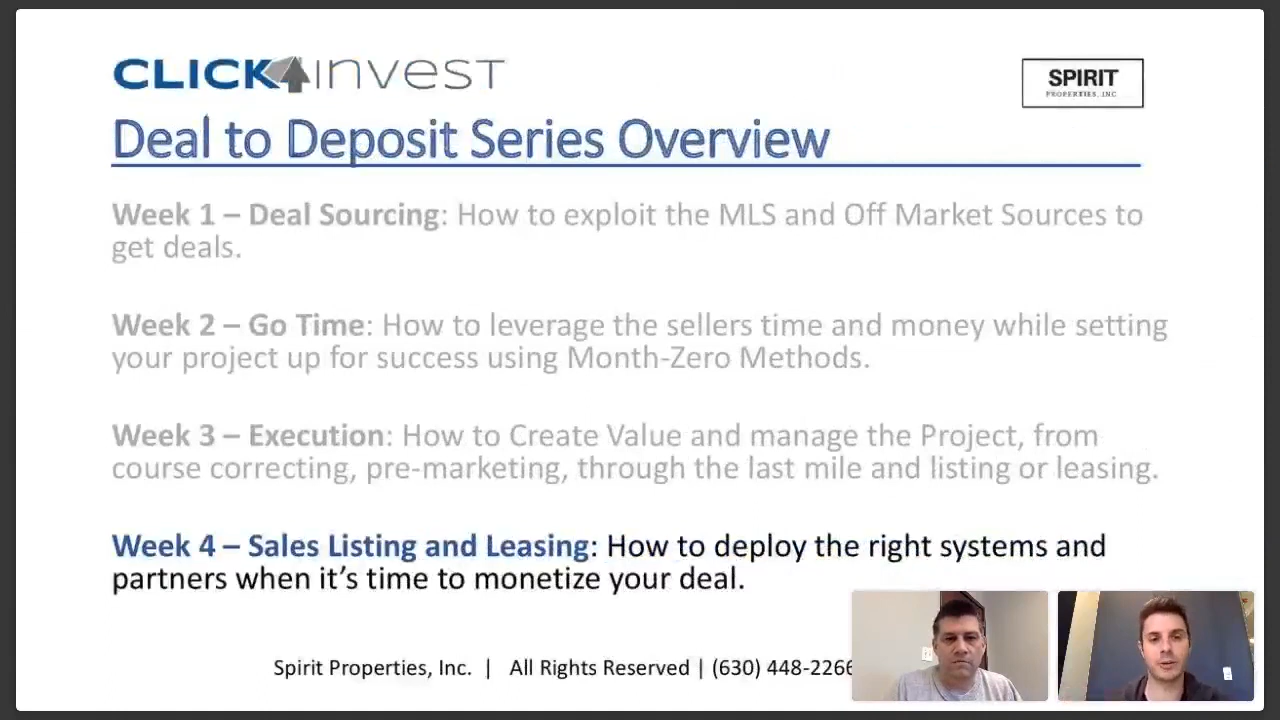 CLICK4INVEST
SPIRIT
PROPERTIES, INC
Deal to Deposit Series Overview
Week 1 – Deal Sourcing: How to exploit the MLS and Off Market Sources to
get deals.
Week 2 – Go Time: How to leverage the sellers time and money while setting
your project up for success using Month-Zero Methods.
Week 3 – Execution: How to Create Value and manage the Project, from
course correcting, pre-marketing, through the last mile and listing or leasing.
Week 4 – Sales Listing and Leasing: How to deploy the right systems and
partners when it’s time to monetize your deal.
Spirit Properties, Inc. | All Rights Reserved | (630) 448-2266